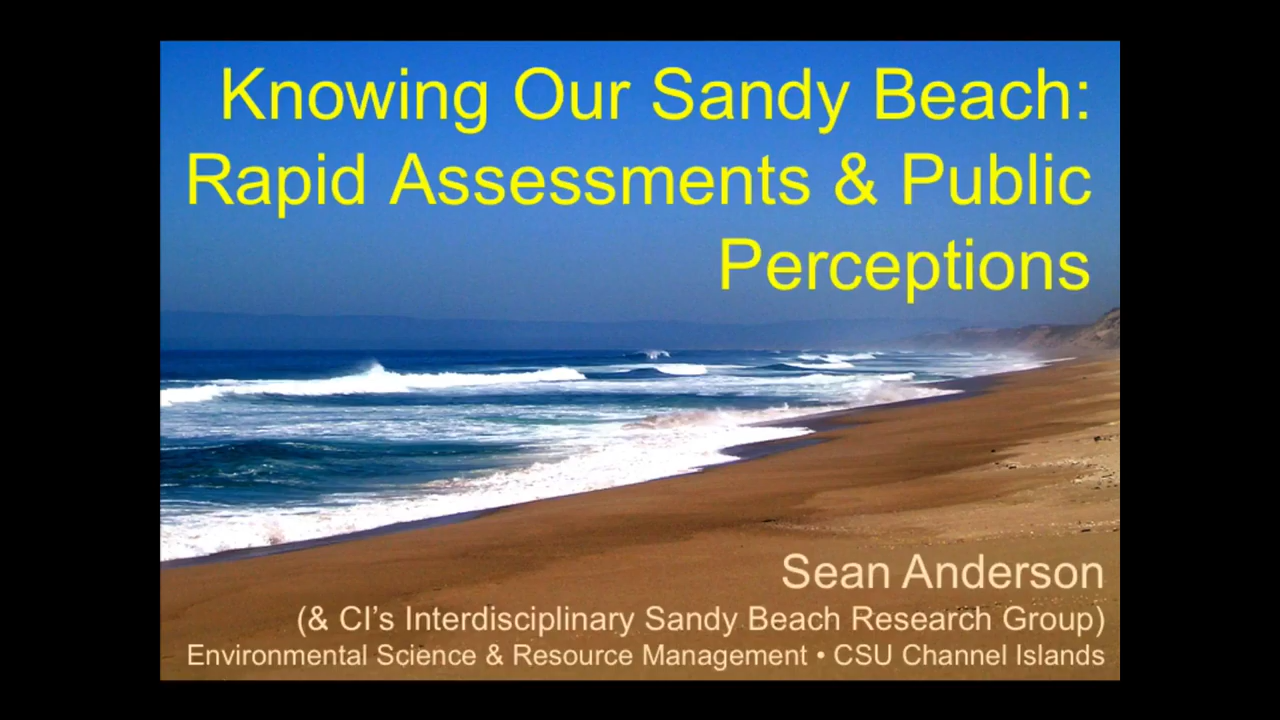 Knowing Our Sandy Beach:
Rapid Assessments & Public
Perceptions
Sean Anderson
(& CI’s Interdisciplinary Sandy Beach Research Group)
Environmental Science & Resource Management • CSU Channel Islands